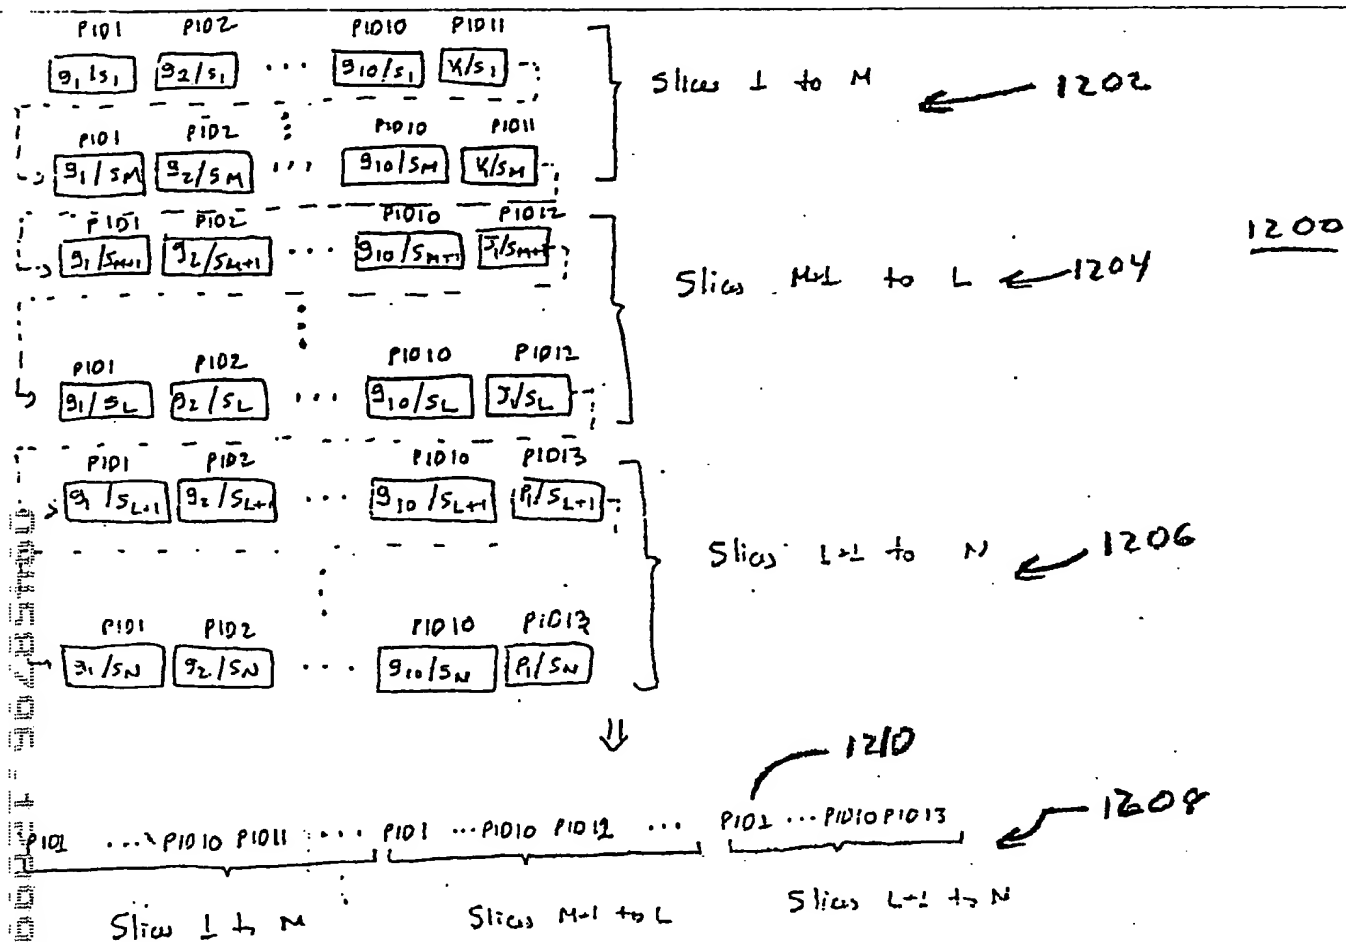 PID1 PID2 PID10 PID11
g1/s1 g2/s1 ... g10/s1 K/s1
Slices 1 to M
1202
PID1 PID2 PID10 PID11
g1/sM g2/sM ... g10/sM K/sM
PID1 PID2 PID10 PID12
g1/sM+1 g2/sM+1 ... g10/sM+1 J1/sM+1
1200
Slices M+1 to L
1204
PID1 PID2 PID10 PID12
g1/sL g2/sL ... g10/sL J1/sL
PID1 PID2 PID10 PID13
g1/sL+1 g2/sL+1 ... g10/sL+1 P1/sL+1
Slices L+1 to N
1206
PID1 PID2 PID10 PID13
g1/sN g2/sN ... g10/sN P1/sN
⇓
1210
PID1 ... PID10 PID11 ... PID1 ... PID10 PID12 ... PID1 ... PID10 PID13
1208
Slices 1 to M Slices M+1 to L Slices L+1 to N